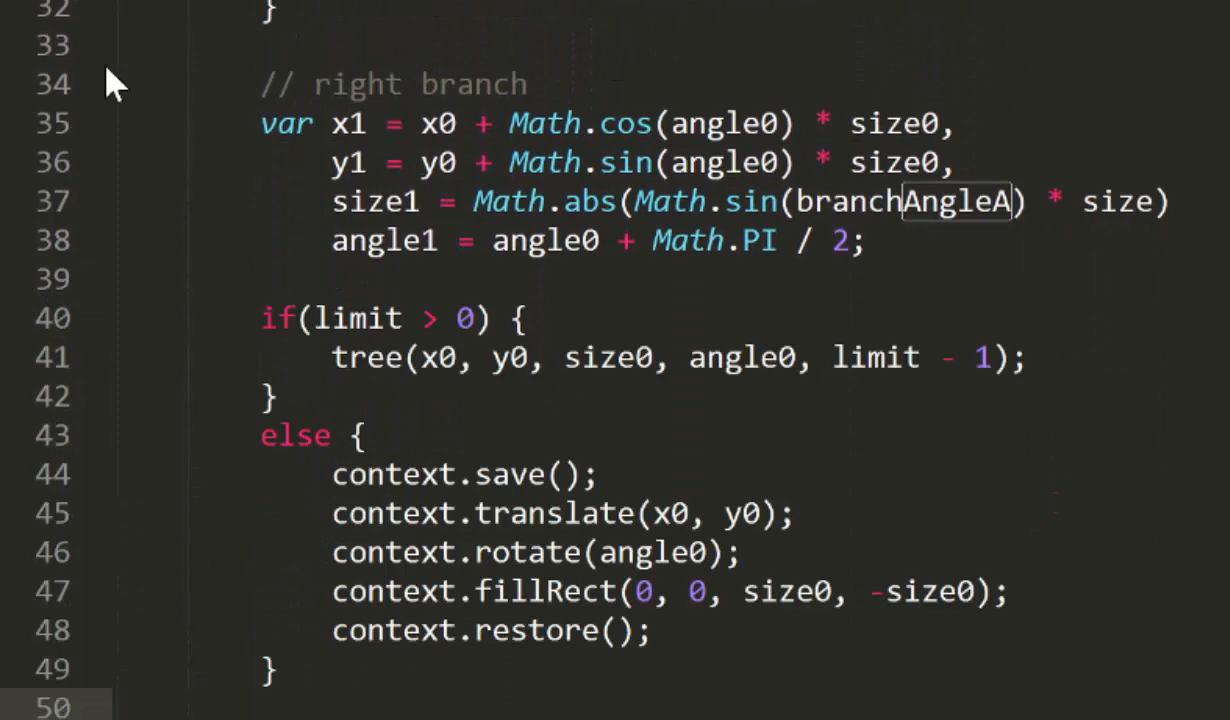 32 }
33
34 // right branch
35 var x1 = x0 + Math.cos(angle0) * size0,
36 y1 = y0 + Math.sin(angle0) * size0,
37 size1 = Math.abs(Math.sin(branchAngleA) * size)
38 angle1 = angle0 + Math.PI / 2;
39
40 if(limit > 0) {
41 tree(x0, y0, size0, angle0, limit - 1);
42 }
43 else {
44 context.save();
45 context.translate(x0, y0);
46 context.rotate(angle0);
47 context.fillRect(0, 0, size0, -size0);
48 context.restore();
49 }
50